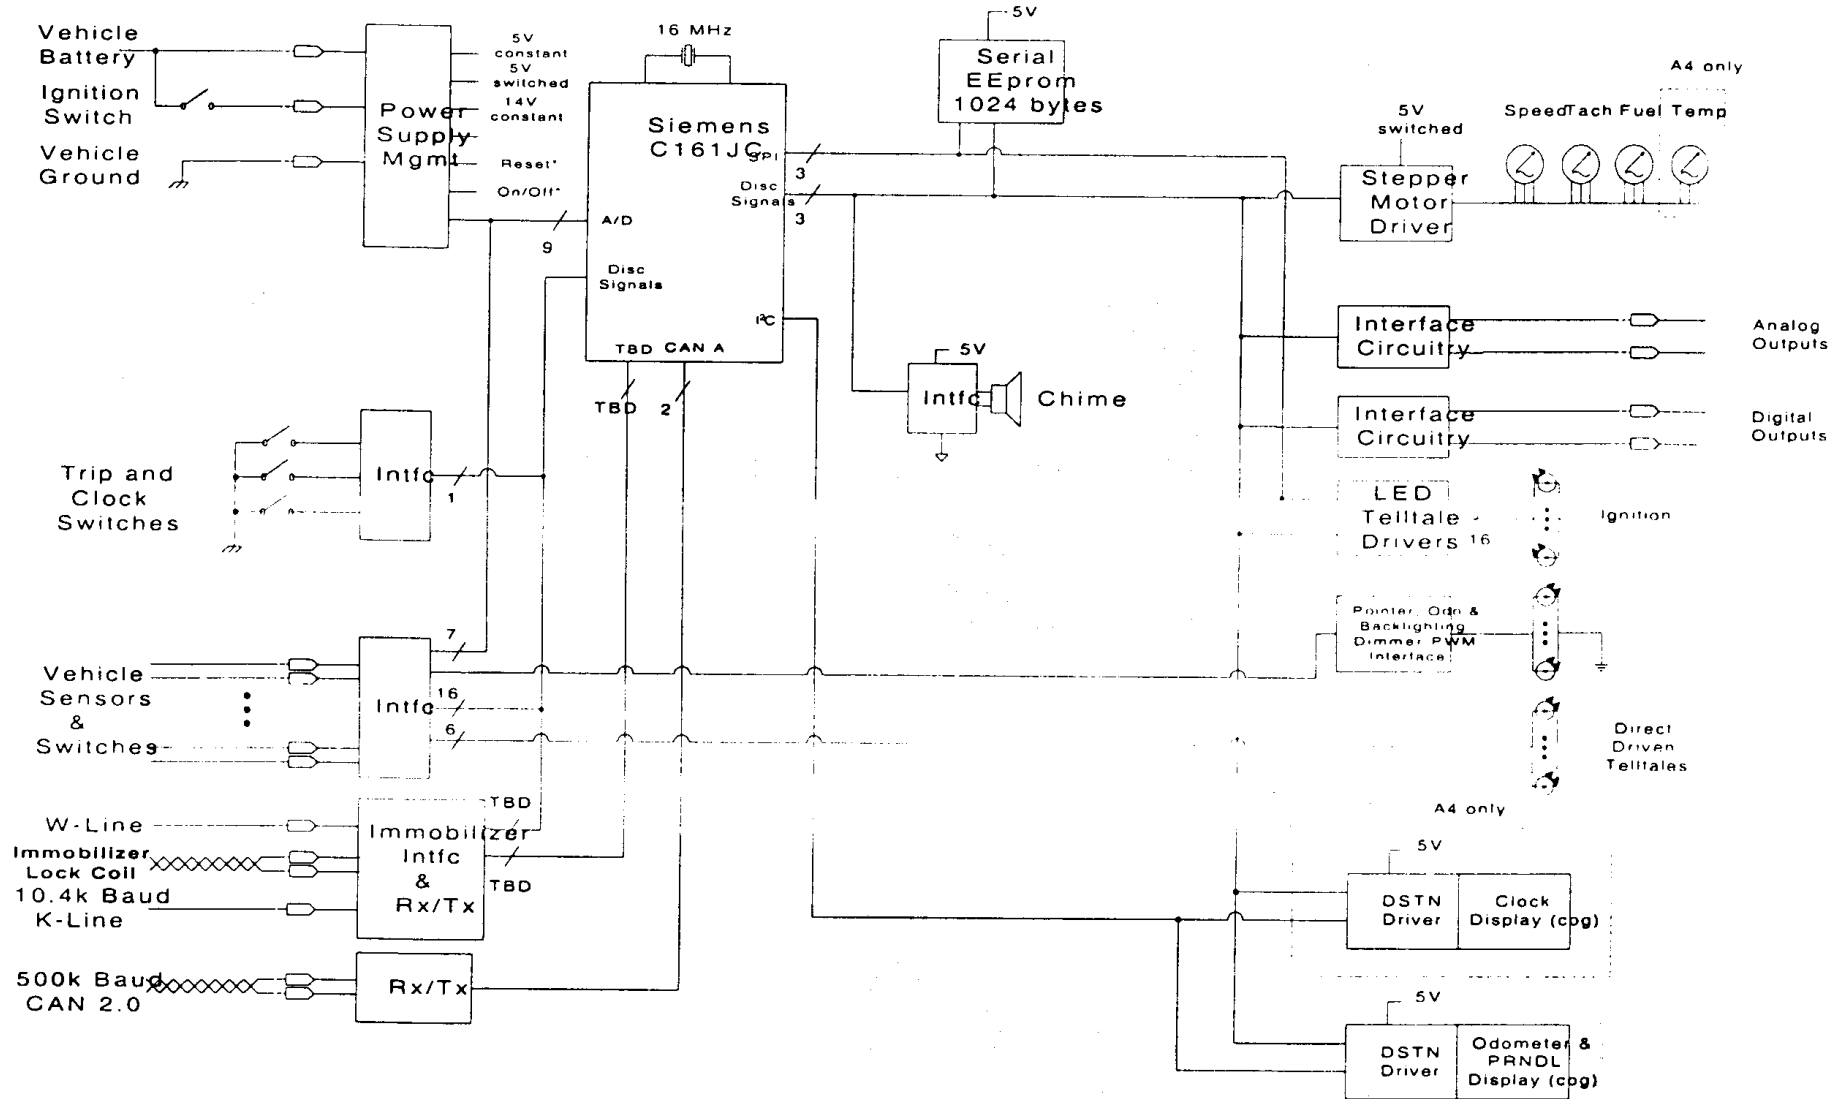 Vehicle
Battery
Ignition
Switch
Vehicle
Ground
Power
Supply
Mgmt
5V
constant
5V
switched
14V
constant
Reset*
On/Off*
16 MHz
Siemens
C161JC
SPI
3
Disc
Signals
3
A/D
9
Disc
Signals
I²C
TBD CAN A
TBD
2
5V
Serial
EEprom
1024 bytes
A4 only
5V
switched
Speed Tach Fuel Temp
Stepper
Motor
Driver
Interface
Circuitry
Analog
Outputs
5V
Intfc
Chime
Interface
Circuitry
Digital
Outputs
Trip and
Clock
Switches
Intfc
1
LED
Telltale
Drivers
16
Ignition
Pointer, Odo &
Backlighting
Dimmer PWM
Interface
Vehicle
Sensors
&
Switches
Intfc
7
16
6
Direct
Driven
Telltales
W-Line
Immobilizer
Lock Coil
10.4k Baud
K-Line
Immobilizer
Intfc
&
Rx/Tx
TBD
TBD
A4 only
5V
DSTN
Driver
Clock
Display (cog)
500k Baud
CAN 2.0
Rx/Tx
5V
DSTN
Driver
Odometer &
PRNDL
Display (cog)